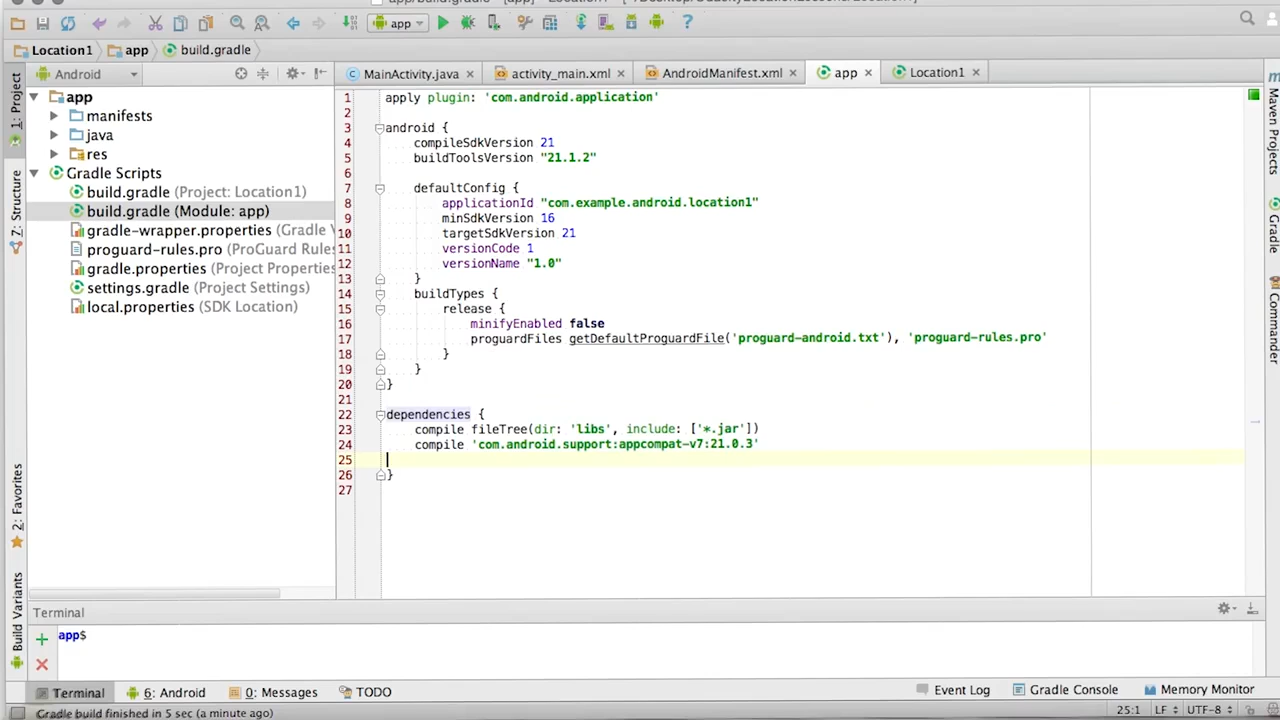 app
Location1
app
build.gradle
Android
MainActivity.java
activity_main.xml
AndroidManifest.xml
app
Location1
1: Project
7: Structure
2: Favorites
Build Variants
app
manifests
java
res
Gradle Scripts
build.gradle (Project: Location1)
build.gradle (Module: app)
gradle-wrapper.properties (Gradle V
proguard-rules.pro (ProGuard Rules
gradle.properties (Project Properties
settings.gradle (Project Settings)
local.properties (SDK Location)
1 apply plugin: 'com.android.application'
2
3 android {
4 compileSdkVersion 21
5 buildToolsVersion "21.1.2"
6
7 defaultConfig {
8 applicationId "com.example.android.location1"
9 minSdkVersion 16
10 targetSdkVersion 21
11 versionCode 1
12 versionName "1.0"
13 }
14 buildTypes {
15 release {
16 minifyEnabled false
17 proguardFiles getDefaultProguardFile('proguard-android.txt'), 'proguard-rules.pro'
18 }
19 }
20 }
21
22 dependencies {
23 compile fileTree(dir: 'libs', include: ['*.jar'])
24 compile 'com.android.support:appcompat-v7:21.0.3'
25
26 }
27
Maven Projects
Gradle
Commander
Terminal
app$
Terminal
6: Android
0: Messages
TODO
Event Log
Gradle Console
Memory Monitor
Gradle build finished in 5 sec (a minute ago)
25:1
LF
UTF-8